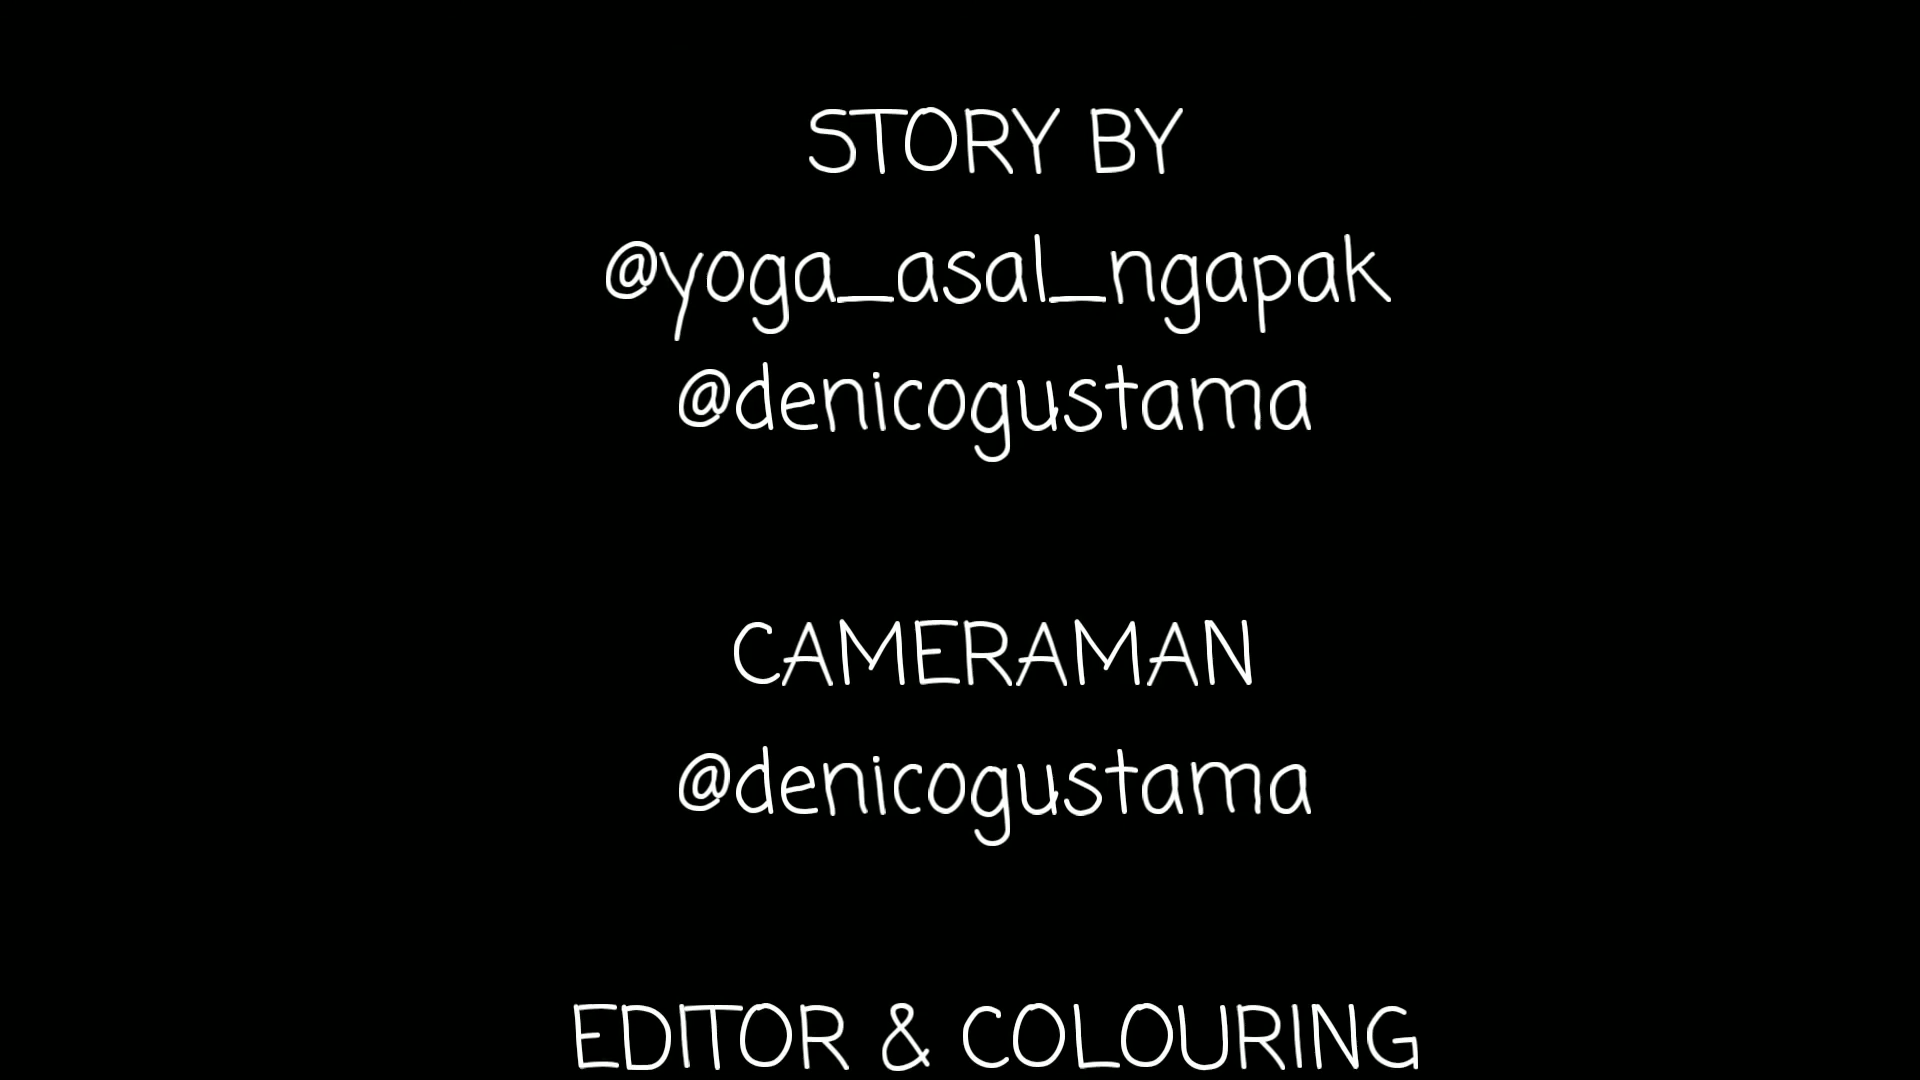 STORY BY
@yoga_asal_ngapak
@denicogustama
CAMERAMAN
@denicogustama
EDITOR & COLOURING